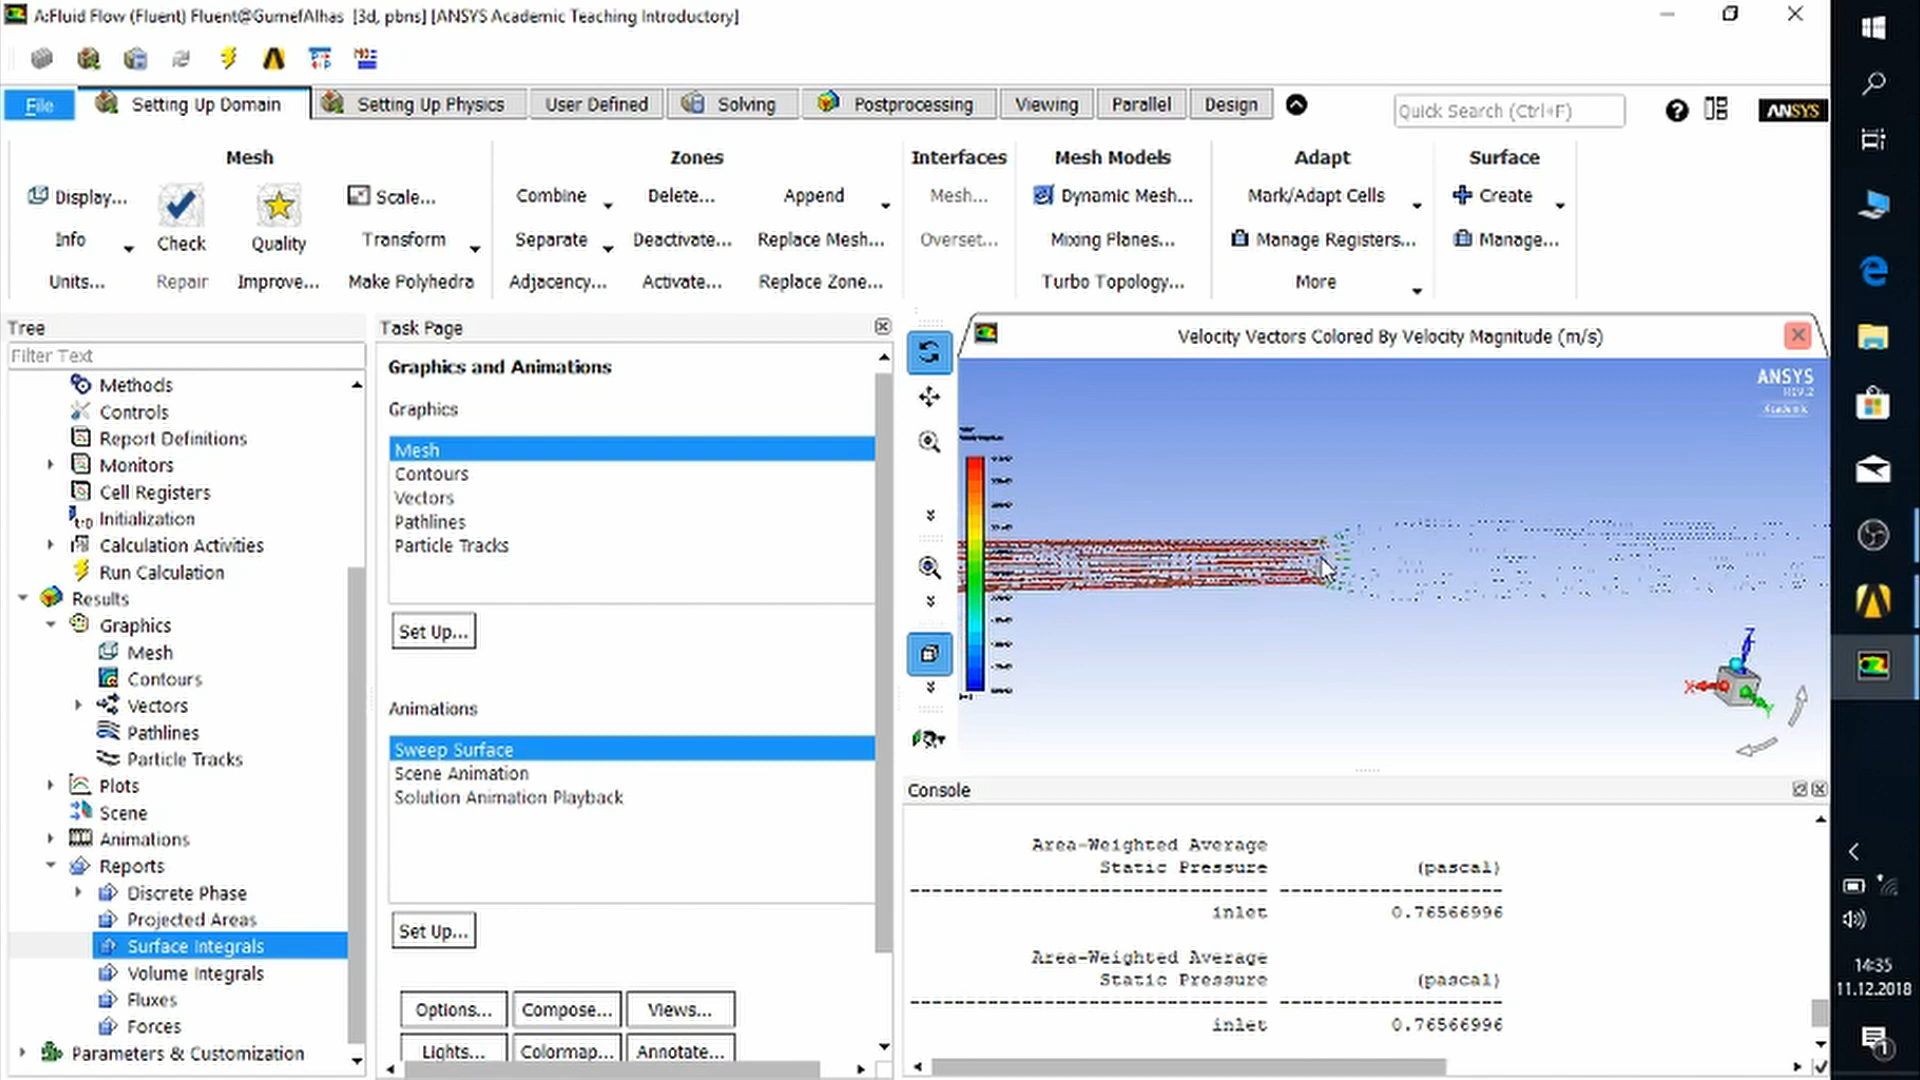 A:Fluid Flow (Fluent) Fluent@GumefAlhas [3d, pbns] [ANSYS Academic Teaching Introductory]
File
Setting Up Domain
Setting Up Physics
User Defined
Solving
Postprocessing
Viewing
Parallel
Design
Quick Search (Ctrl+F)
ANSYS
Mesh
Zones
Interfaces
Mesh Models
Adapt
Surface
Display...
Check
Quality
Scale...
Combine
Delete...
Append
Mesh...
Dynamic Mesh...
Mark/Adapt Cells
Create
Info
Transform
Separate
Deactivate...
Replace Mesh...
Overset...
Mixing Planes...
Manage Registers...
Manage...
Units...
Repair
Improve...
Make Polyhedra
Adjacency...
Activate...
Replace Zone...
Turbo Topology...
More
Tree
Filter Text
Methods
Controls
Report Definitions
Monitors
Cell Registers
Initialization
Calculation Activities
Run Calculation
Results
Graphics
Mesh
Contours
Vectors
Pathlines
Particle Tracks
Plots
Scene
Animations
Reports
Discrete Phase
Projected Areas
Surface Integrals
Volume Integrals
Fluxes
Forces
Parameters & Customization
Task Page
Graphics and Animations
Graphics
Mesh
Contours
Vectors
Pathlines
Particle Tracks
Set Up...
Animations
Sweep Surface
Scene Animation
Solution Animation Playback
Set Up...
Options...
Compose...
Views...
Lights...
Colormap...
Annotate...
Velocity Vectors Colored By Velocity Magnitude (m/s)
ANSYS
R19.2
Academic
Z
X
Y
Console
Area-Weighted Average
Static Pressure (pascal)
-------------------------------- --------------------
inlet 0.76566996
Area-Weighted Average
Static Pressure (pascal)
-------------------------------- --------------------
inlet 0.76566996
14:35
11.12.2018
1